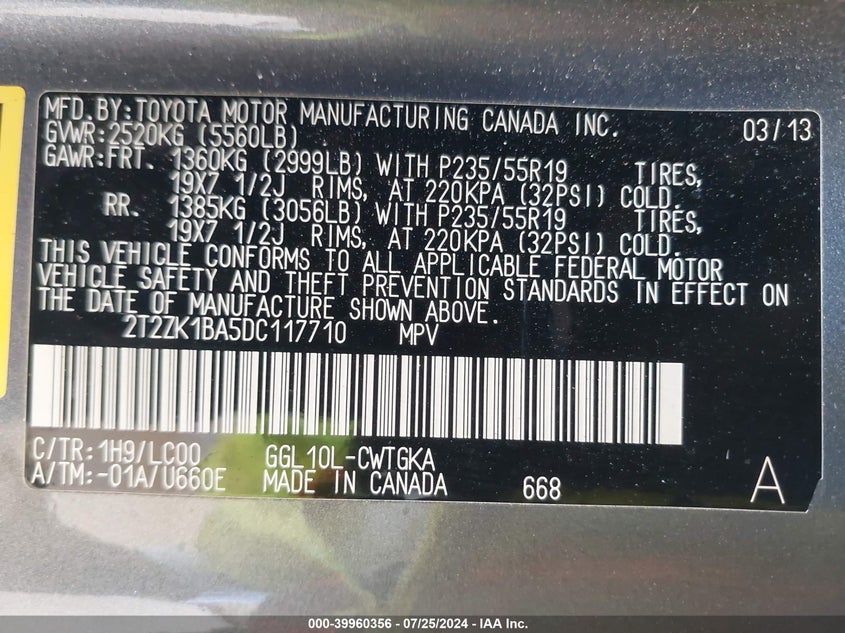 MFD.BY:TOYOTA MOTOR MANUFACTURING CANADA INC. 03/13
GVWR:2520KG (5560LB)
GAWR:FRT. 1360KG (2999LB) WITH P235/55R19 TIRES,
19X7 1/2J RIMS, AT 220KPA (32PSI) COLD.
RR. 1385KG (3056LB) WITH P235/55R19 TIRES,
19X7 1/2J RIMS, AT 220KPA (32PSI) COLD.
THIS VEHICLE CONFORMS TO ALL APPLICABLE FEDERAL MOTOR
VEHICLE SAFETY AND THEFT PREVENTION STANDARDS IN EFFECT ON
THE DATE OF MANUFACTURE SHOWN ABOVE.
2T2ZK1BA5DC117710 MPV
C/TR:1H9/LC00 GGL10L-CWTGKA
A/TM:-01A/U660E MADE IN CANADA 668 A
000-39960356 - 07/25/2024 - IAA Inc.